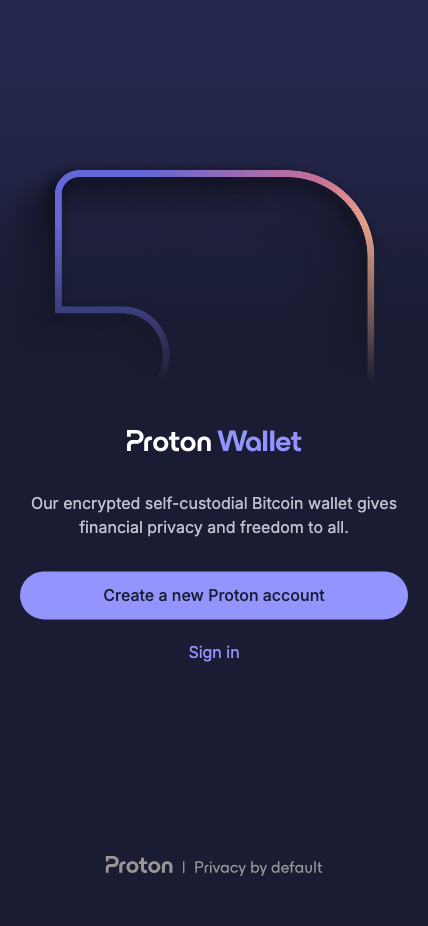 Proton Wallet
Our encrypted self-custodial Bitcoin wallet gives
financial privacy and freedom to all.
Create a new Proton account
Sign in
Proton | Privacy by default